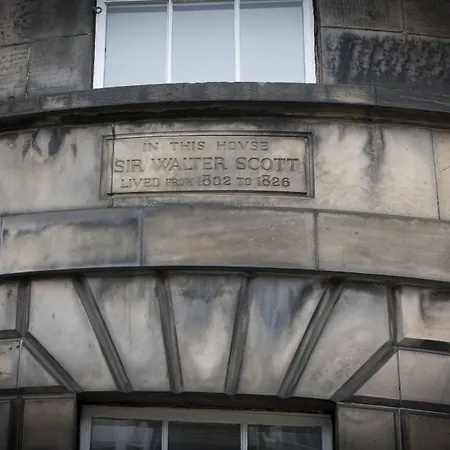 IN THIS HOVSE
SIR WALTER SCOTT
LIVED FROM 1802 TO 1826